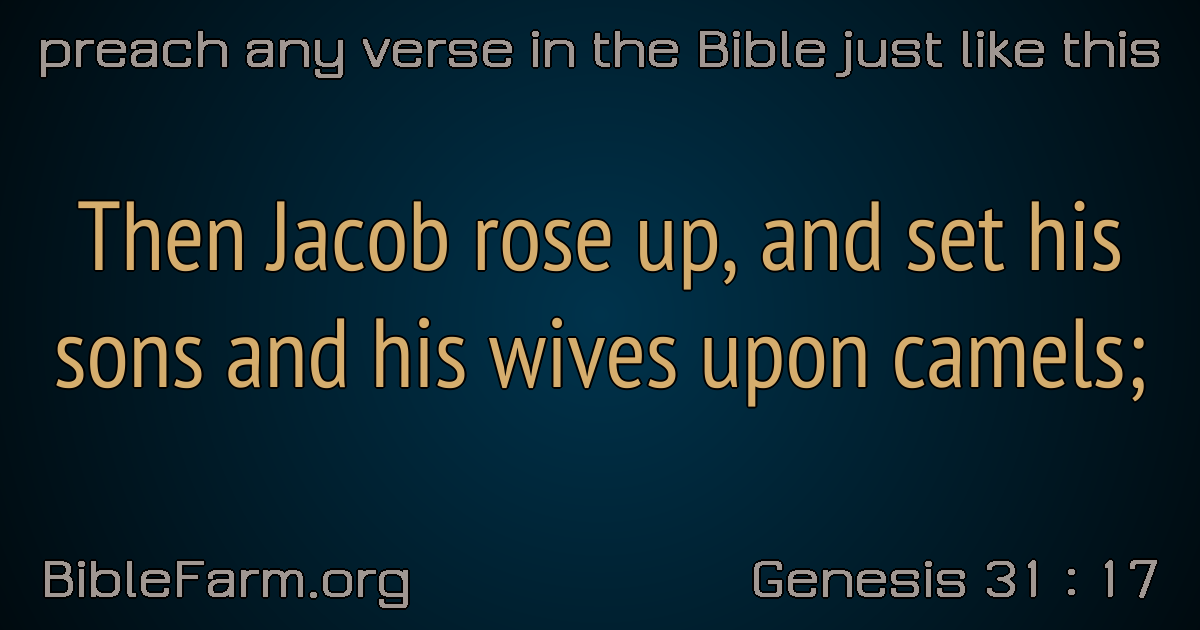 preach any verse in the Bible just like this
Then Jacob rose up, and set his
sons and his wives upon camels;
BibleFarm.org
Genesis 31 : 17